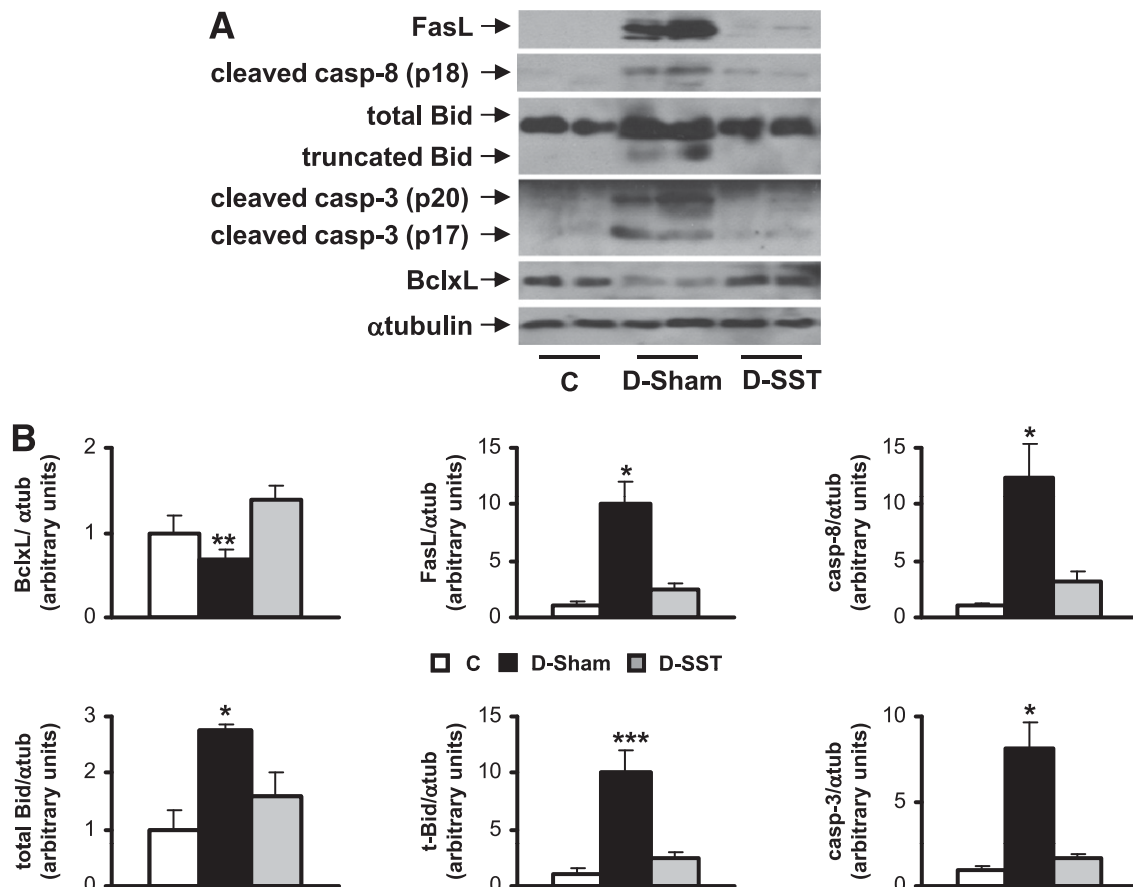 A
FasL
cleaved casp-8 (p18)
total Bid
truncated Bid
cleaved casp-3 (p20)
cleaved casp-3 (p17)
BclxL
αtubulin
C D-Sham D-SST
B
BclxL/ αtub
(arbitrary units)
2
1
0
**
FasL/αtub
(arbitrary units)
15
10
5
0
*
casp-8/αtub
(arbitrary units)
15
10
5
0
*
C D-Sham D-SST
total Bid/αtub
(arbitrary units)
3
2
1
0
*
t-Bid/αtub
(arbitrary units)
15
10
5
0
***
casp-3/αtub
(arbitrary units)
10
5
0
*